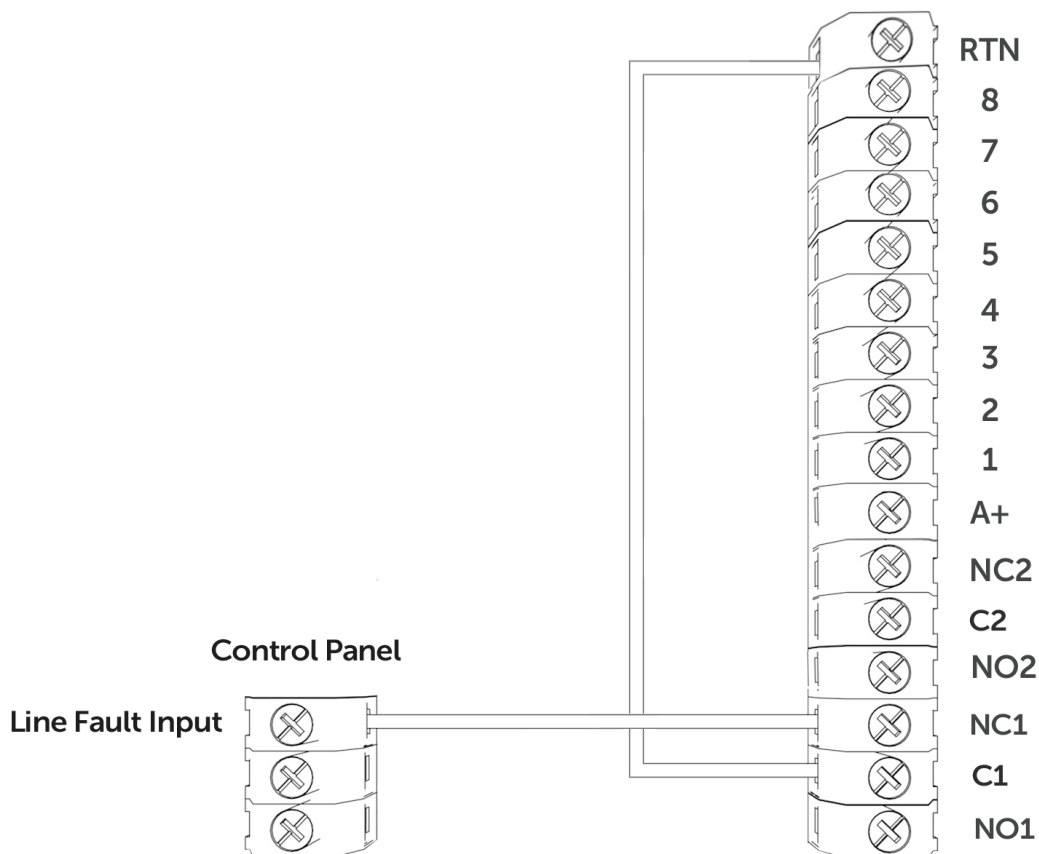 RTN
8
7
6
5
4
3
2
1
A+
NC2
C2
Control Panel
NO2
Line Fault Input
NC1
C1
NO1